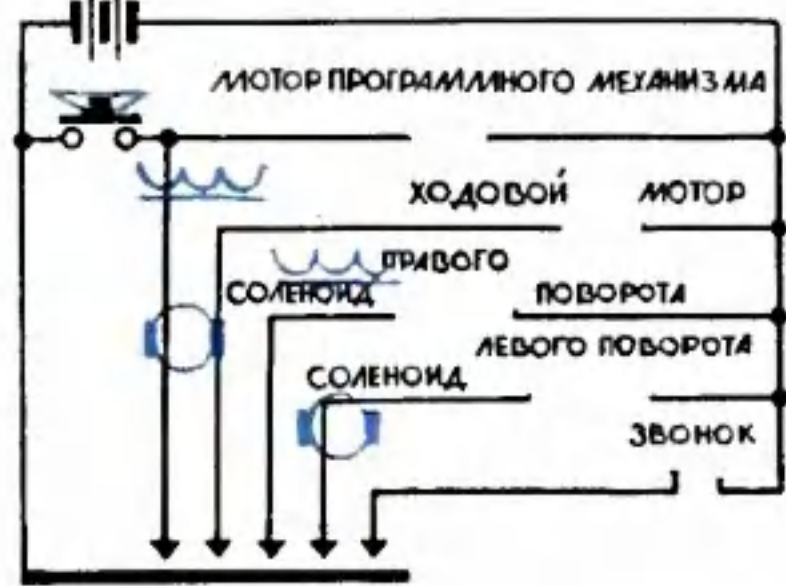 МОТОР ПРОГРАММНОГО МЕХАНИЗМА
ХОДОВОЙ МОТОР
СОЛЕНОИД ПРАВОГО ПОВОРОТА
ЛЕВОГО ПОВОРОТА
СОЛЕНОИД
ЗВОНОК